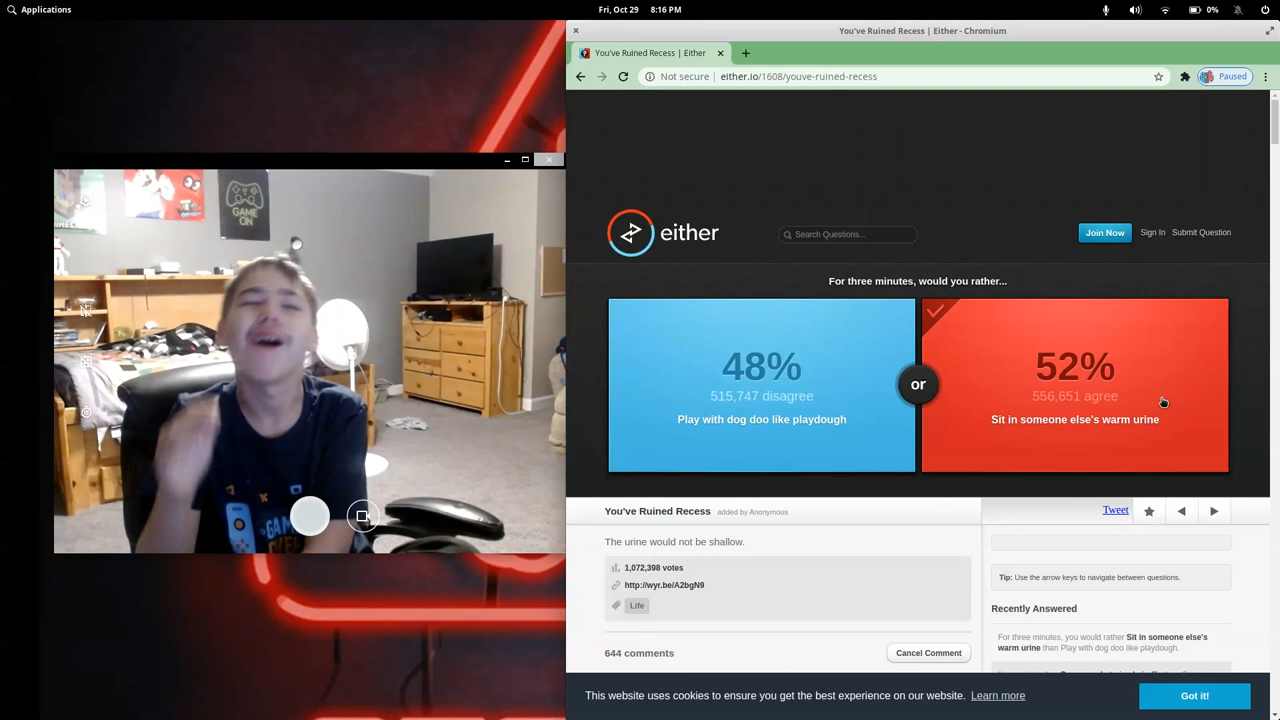 Applications
Fri, Oct 29 8:16 PM
0%
You've Ruined Recess | Either - Chromium
You've Ruined Recess | Either
Not secure | either.io/1608/youve-ruined-recess
Paused
GAME ON
either
Search Questions...
Join Now Sign In Submit Question
For three minutes, would you rather...
48%
515,747 disagree
Play with dog doo like playdough
or
52%
556,651 agree
Sit in someone else's warm urine
You've Ruined Recess added by Anonymous
Tweet
The urine would not be shallow.
1,072,398 votes
http://wyr.be/A2bgN9
Life
644 comments
Cancel Comment
Tip: Use the arrow keys to navigate between questions.
Recently Answered
For three minutes, you would rather Sit in someone else's
warm urine than Play with dog doo like playdough.
This website uses cookies to ensure you get the best experience on our website. Learn more
Got it!